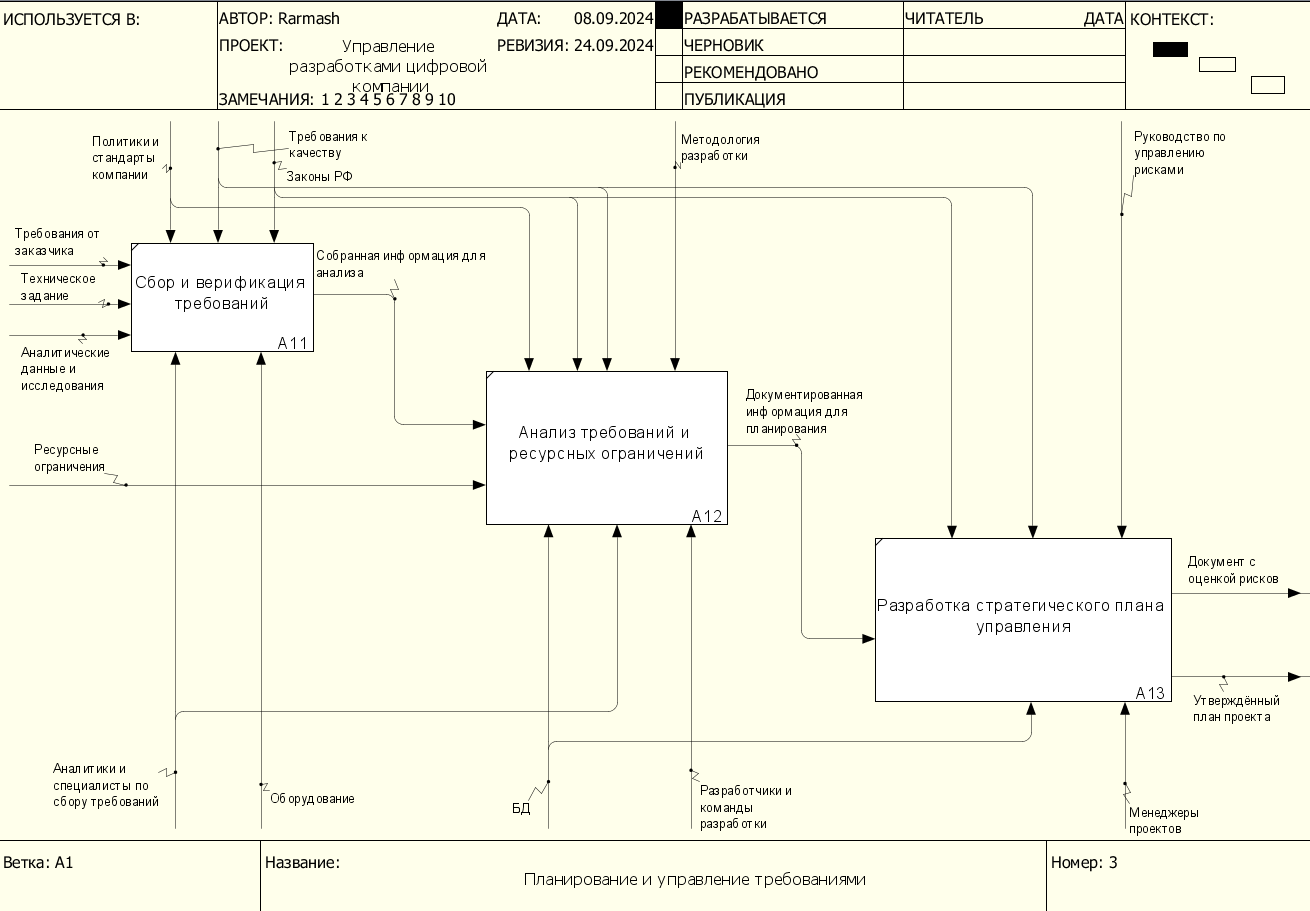 ИСПОЛЬЗУЕТСЯ В:
АВТОР: Rarmash
ДАТА: 08.09.2024
РАЗРАБАТЫВАЕТСЯ
ЧИТАТЕЛЬ
ДАТА
КОНТЕКСТ:
ПРОЕКТ:
Управление
разработками цифровой
компании
РЕВИЗИЯ: 24.09.2024
ЧЕРНОВИК
РЕКОМЕНДОВАНО
ЗАМЕЧАНИЯ: 1 2 3 4 5 6 7 8 9 10
ПУБЛИКАЦИЯ
Политики и
стандарты
компании
Требования к
качеству
Законы РФ
Методология
разработки
Руководство по
управлению
рисками
Требования от
заказчика
Техническое
задание
Аналитические
данные и
исследования
Сбор и верификация
требований
A11
Собранная информация для
анализа
Ресурсные
ограничения
Анализ требований и
ресурсных ограничений
A12
Документированная
информация для
планирования
Разработка стратегического плана
управления
A13
Документ с
оценкой рисков
Утверждённый
план проекта
Аналитики и
специалисты по
сбору требований
Оборудование
БД
Разработчики и
команды
разработки
Менеджеры
проектов
Ветка: A1
Название:
Планирование и управление требованиями
Номер: 3